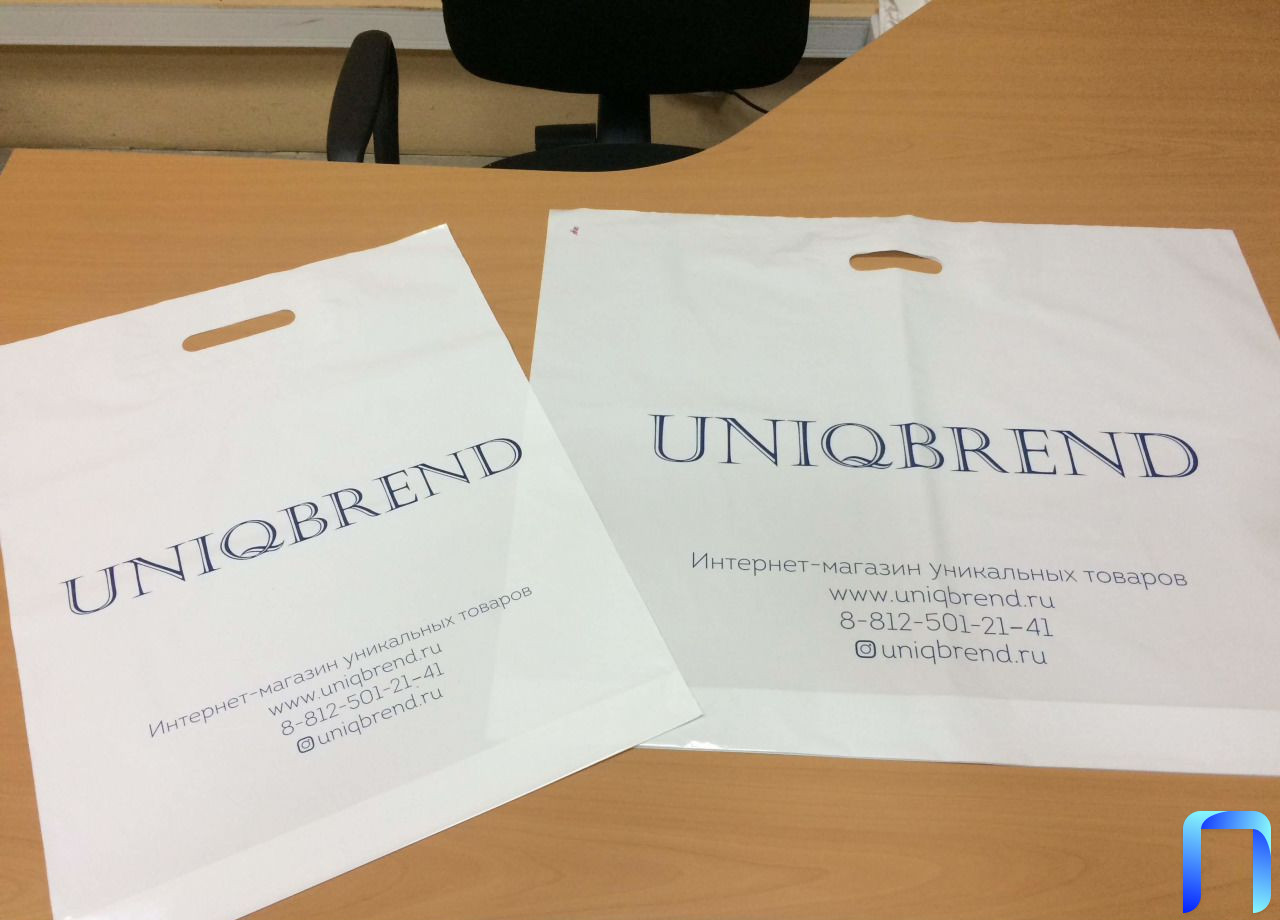 UNIQBREND
Интернет-магазин уникальных товаров
www.uniqbrend.ru
8-812-501-21-41
uniqbrend.ru
UNIQBREND
Интернет-магазин уникальных товаров
www.uniqbrend.ru
8-812-501-21-41
uniqbrend.ru
П